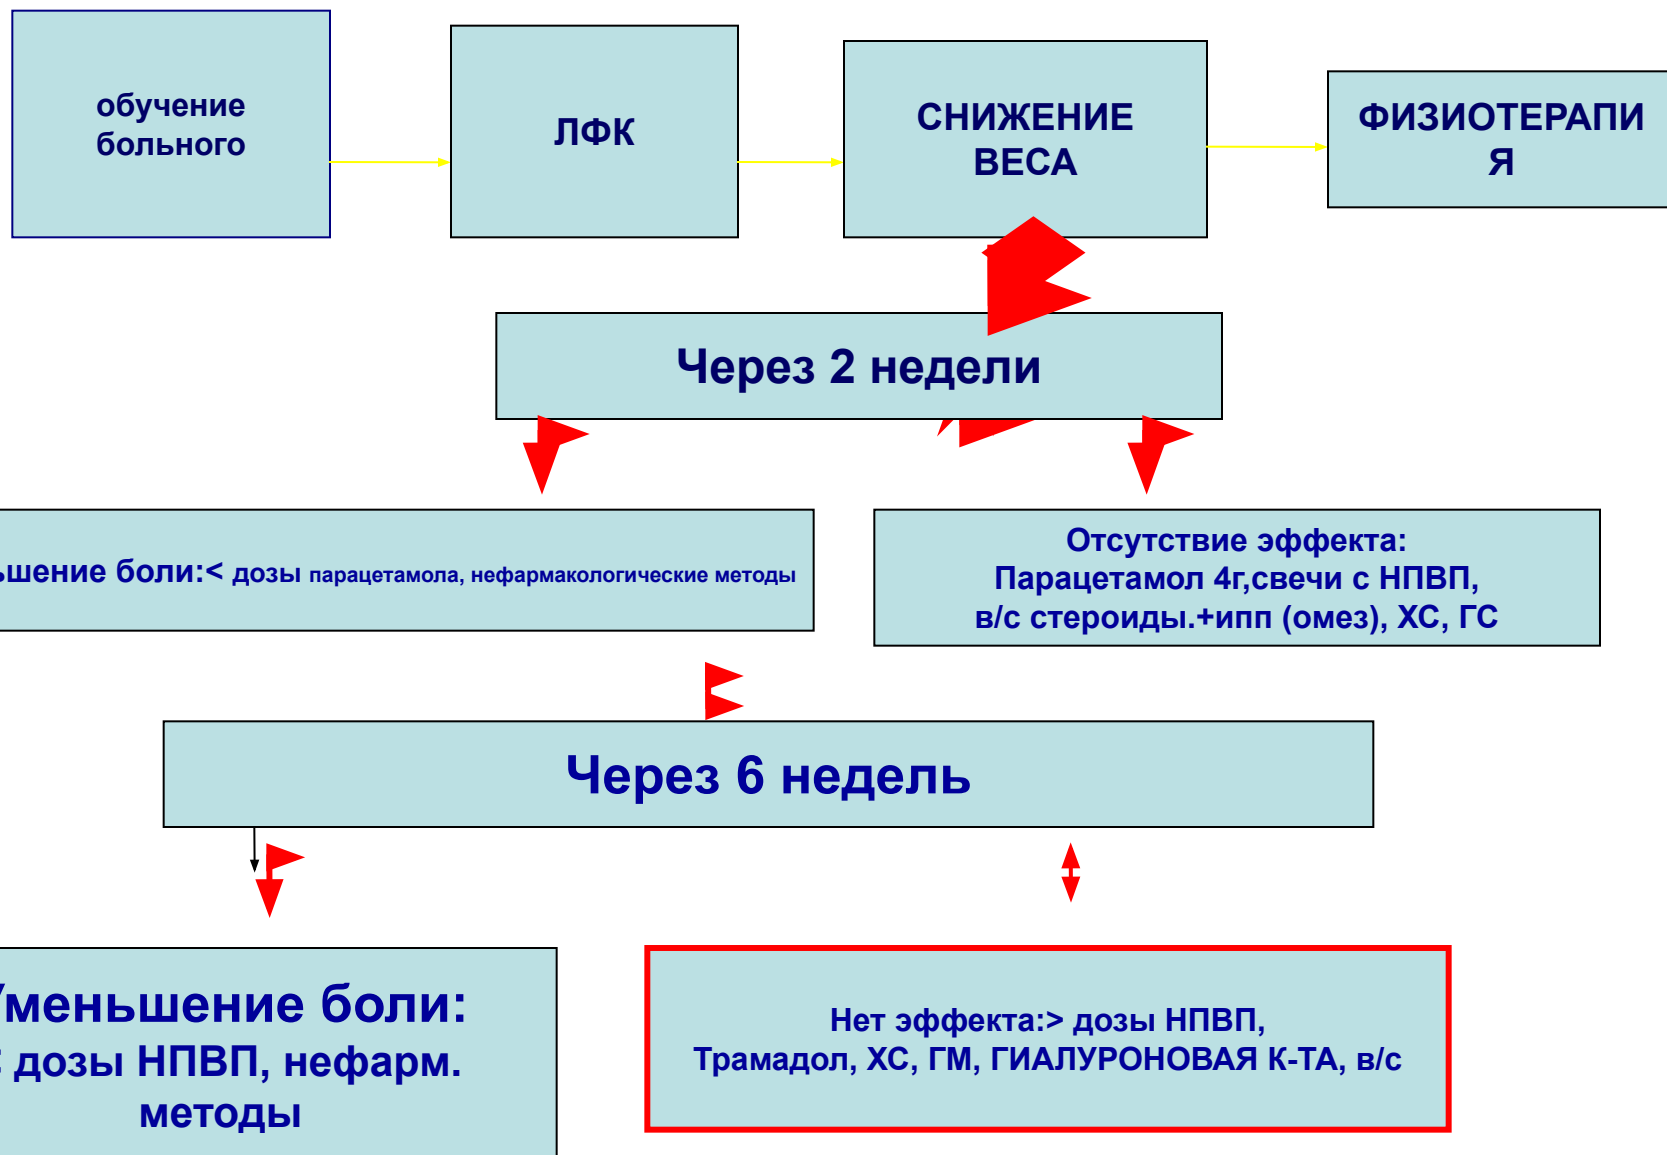 обучение
больного
ЛФК
СНИЖЕНИЕ
ВЕСА
ФИЗИОТЕРАПИ
Я
Через 2 недели
ьшение боли:< дозы парацетамола, нефармакологические методы
Отсутствие эффекта:
Парацетамол 4г,свечи с НПВП,
в/с стероиды.+ипп (омез), ХС, ГС
Через 6 недель
Уменьшение боли:
< дозы НПВП, нефарм.
методы
Нет эффекта:> дозы НПВП,
Трамадол, ХС, ГМ, ГИАЛУРОНОВАЯ К-ТА, в/с